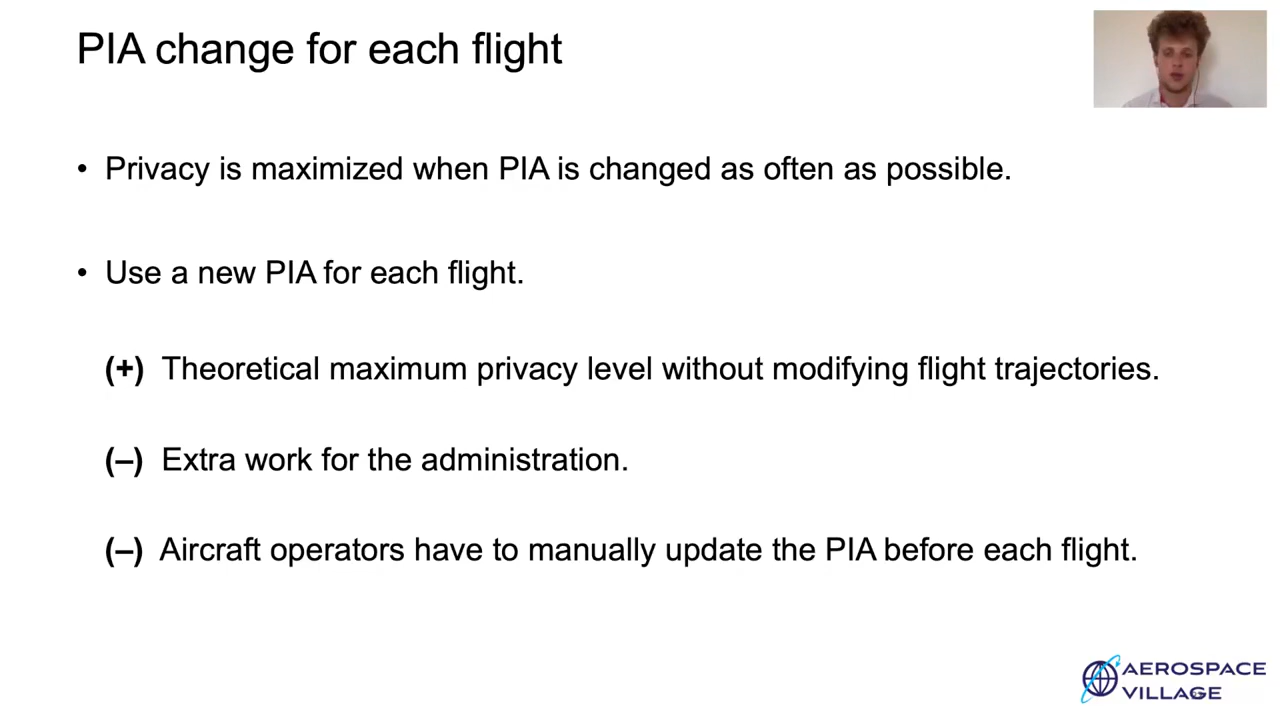 PIA change for each flight
• Privacy is maximized when PIA is changed as often as possible.
• Use a new PIA for each flight.
(+) Theoretical maximum privacy level without modifying flight trajectories.
(–) Extra work for the administration.
(–) Aircraft operators have to manually update the PIA before each flight.
AEROSPACE
VILLAGE